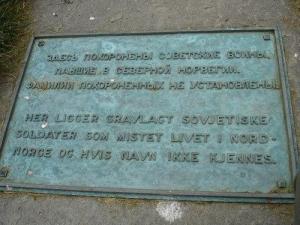 ЗДЕСЬ ПОХОРОНЕНЫ СОВЕТСКИЕ ВОИНЫ,
ПАВШИЕ В СЕВЕРНОЙ НОРВЕГИИ.
ФАМИЛИИ ПОХОРОНЕННЫХ НЕ УСТАНОВЛЕНЫ.
HER LIGGER GRAVLAGT SOVJETISKE
SOLDATER SOM MISTET LIVET I NORD-
NORGE OG HVIS NAVN IKKE KJENNES.